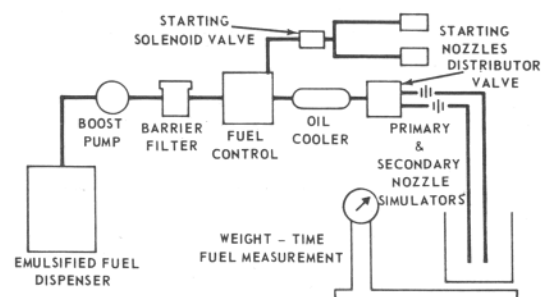 STARTING
SOLENOID VALVE
STARTING
NOZZLES
DISTRIBUTOR
VALVE
BOOST
PUMP
BARRIER
FILTER
FUEL
CONTROL
OIL
COOLER
PRIMARY
&
SECONDARY
NOZZLE
SIMULATORS
WEIGHT – TIME
FUEL MEASUREMENT
EMULSIFIED FUEL
DISPENSER